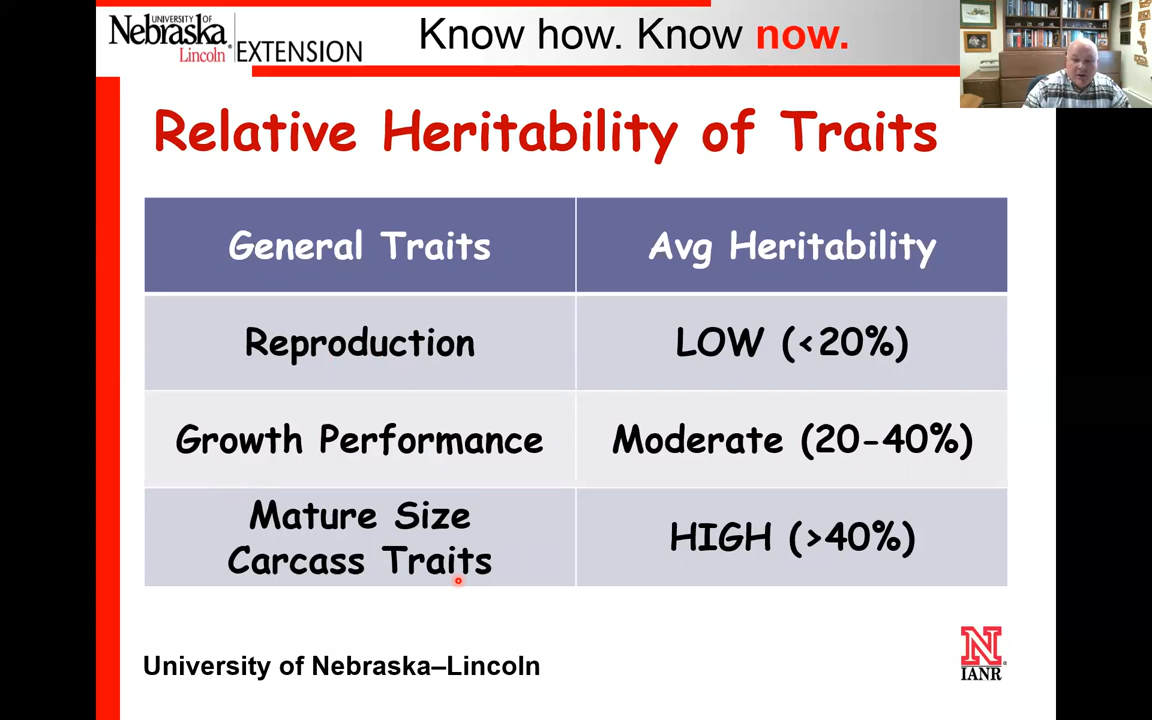 UNIVERSITY OF
Nebraska
Lincoln
EXTENSION
Know how. Know now.
Relative Heritability of Traits
General Traits
Avg Heritability
Reproduction
LOW (<20%)
Growth Performance
Moderate (20-40%)
Mature Size
Carcass Traits
HIGH (>40%)
University of Nebraska–Lincoln
N
IANR